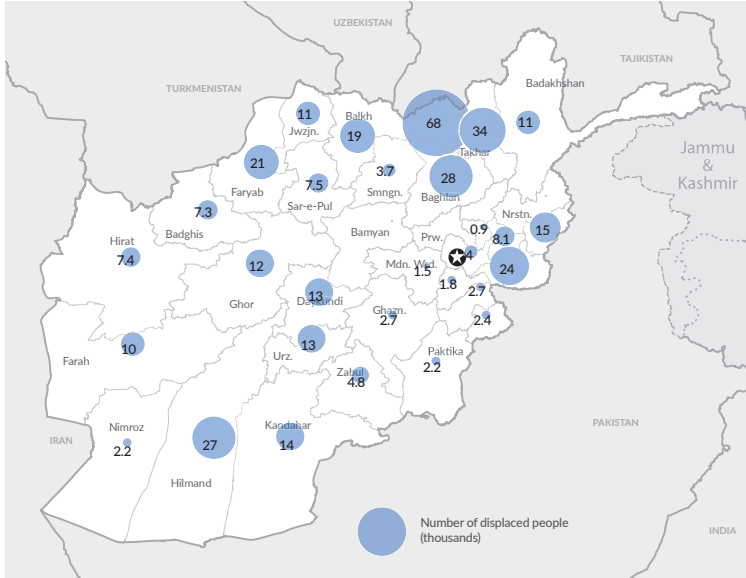 UZBEKISTAN
TAJIKISTAN
TURKMENISTAN
Badakhshan
11
Balkh
68
11
Jwzjn.
19
34
Takhar
Jammu
&
Kashmir
21
3.7
28
Faryab
7.5
Smngn.
Baghlan
Sar-e-Pul
7.3
Nrstn.
Badghis
Bamyan
0.9
15
Hirat
Prw.
8.1
7.4
4
12
Mdn. Wrd.
1.5
24
1.8
2.7
Ghor
Daykundi
13
Ghazn.
2.7
2.4
10
13
Farah
Urz.
Paktika
2.2
Zabul
4.8
Nimroz
Kandahar
IRAN
2.2
27
14
PAKISTAN
Hilmand
Number of displaced people
(thousands)
INDIA